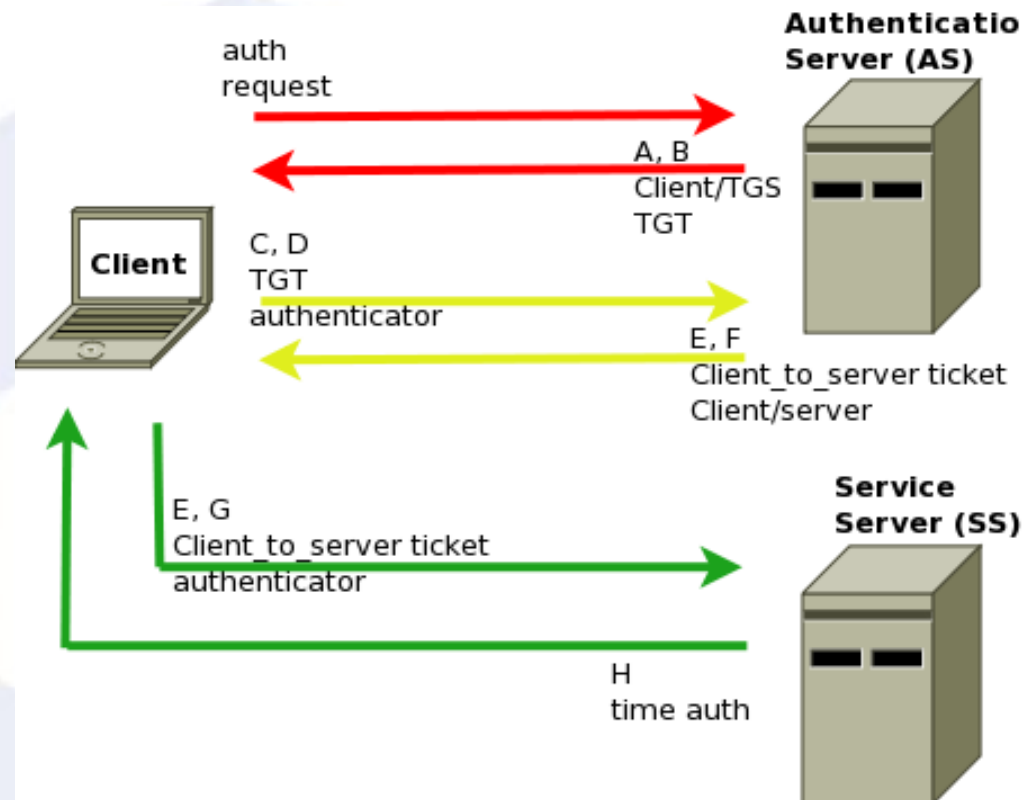 Authenticatio
Server (AS)
auth
request
A, B
Client/TGS
TGT
Client
C, D
TGT
authenticator
E, F
Client_to_server ticket
Client/server
E, G
Client_to_server ticket
authenticator
Service
Server (SS)
H
time auth